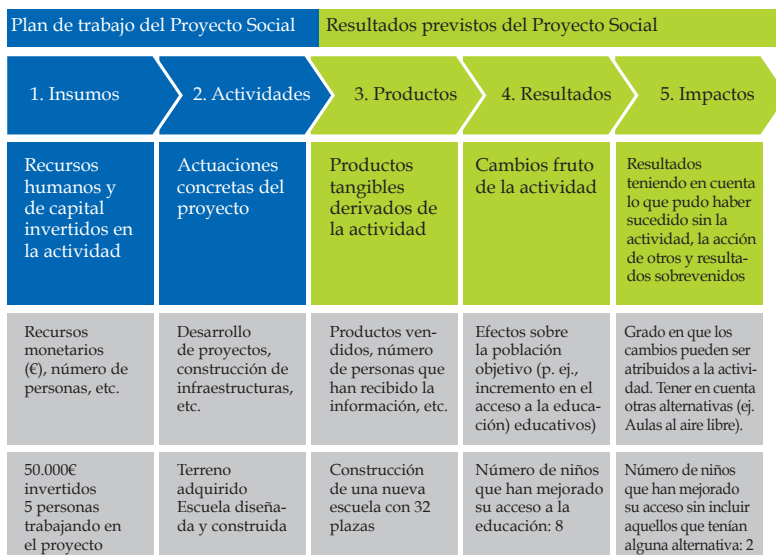 Plan de trabajo del Proyecto Social
Resultados previstos del Proyecto Social
1. Insumos
2. Actividades
3. Productos
4. Resultados
5. Impactos
Recursos
humanos y
de capital
invertidos en
la actividad
Actuaciones
concretas del
proyecto
Productos
tangibles
derivados de
la actividad
Cambios fruto
de la actividad
Resultados
teniendo en cuenta
lo que pudo haber
sucedido sin la
actividad, la acción
de otros y resulta-
dos sobrevenidos
Recursos
monetarios
(€), número de
personas, etc.
Desarrollo
de proyectos,
construcción de
infraestructuras,
etc.
Productos ven-
didos, número
de personas que
han recibido la
información, etc.
Efectos sobre
la población
objetivo (p. ej.,
incremento en el
acceso a la educa-
ción) educativos)
Grado en que los
cambios pueden ser
atribuidos a la activi-
dad. Tener en cuenta
otras alternativas (ej.
Aulas al aire libre).
50.000€
invertidos
5 personas
trabajando en
el proyecto
Terreno
adquirido
Escuela diseña-
da y construida
Construcción
de una nueva
escuela con 32
plazas
Número de niños
que han mejorado
su acceso a la
educación: 8
Número de niños
que han mejorado
su acceso sin incluir
aquellos que tenían
alguna alternativa: 2